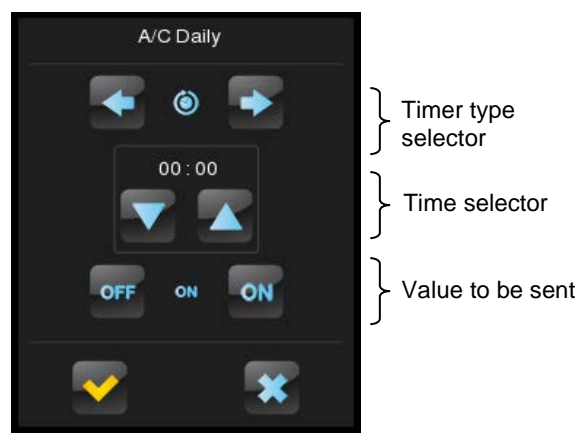 A/C Daily
Timer type
selector
00 : 00
Time selector
OFF ON ON
Value to be sent